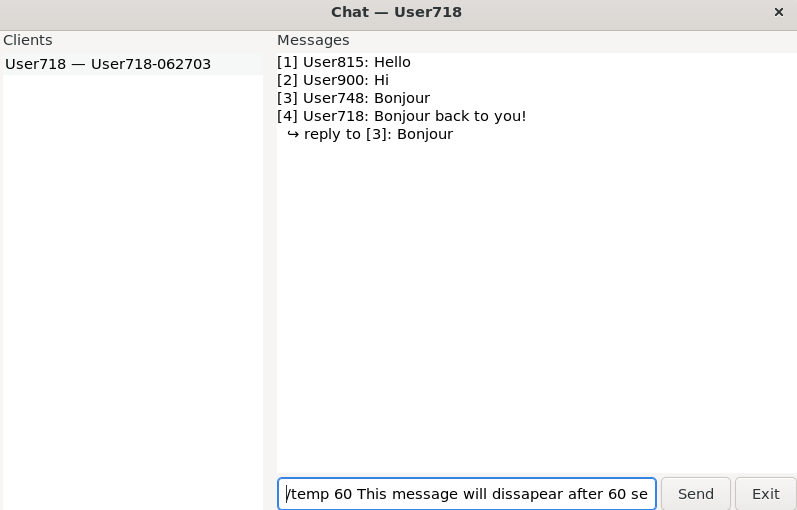 Chat — User718
×
Clients
Messages
User718 — User718-062703
[1] User815: Hello
[2] User900: Hi
[3] User748: Bonjour
[4] User718: Bonjour back to you!
↪ reply to [3]: Bonjour
/temp 60 This message will dissapear after 60 se
Send
Exit